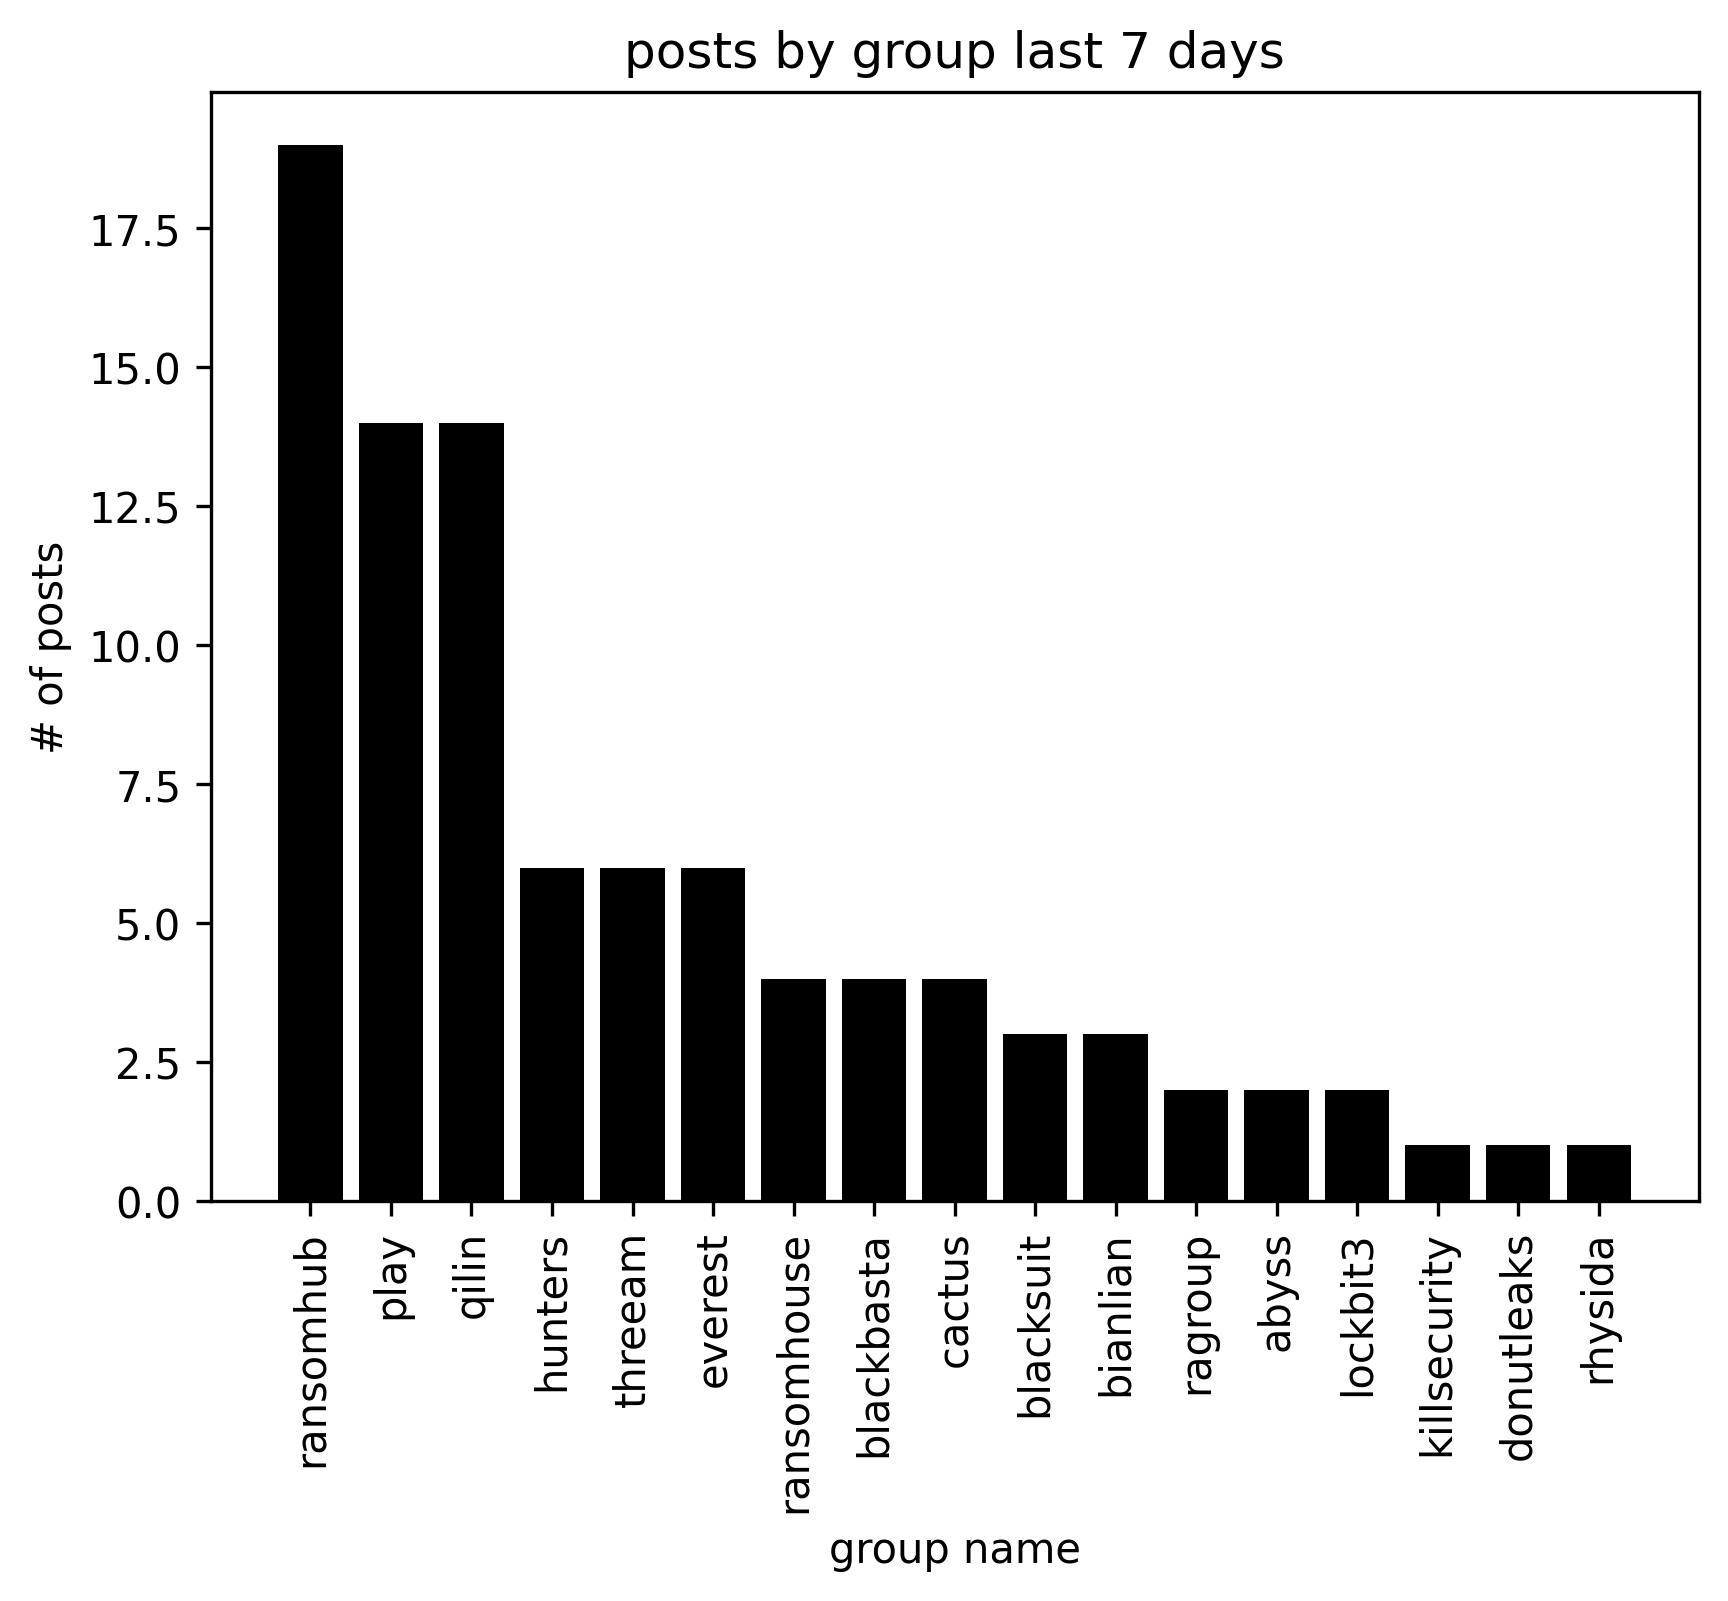 posts by group last 7 days
# of posts
17.5
15.0
12.5
10.0
7.5
5.0
2.5
0.0
ransomhub
play
qilin
hunters
threeam
everest
ransomhouse
blackbasta
cactus
blacksuit
bianlian
ragroup
abyss
lockbit3
killsecurity
donutleaks
rhysida
group name